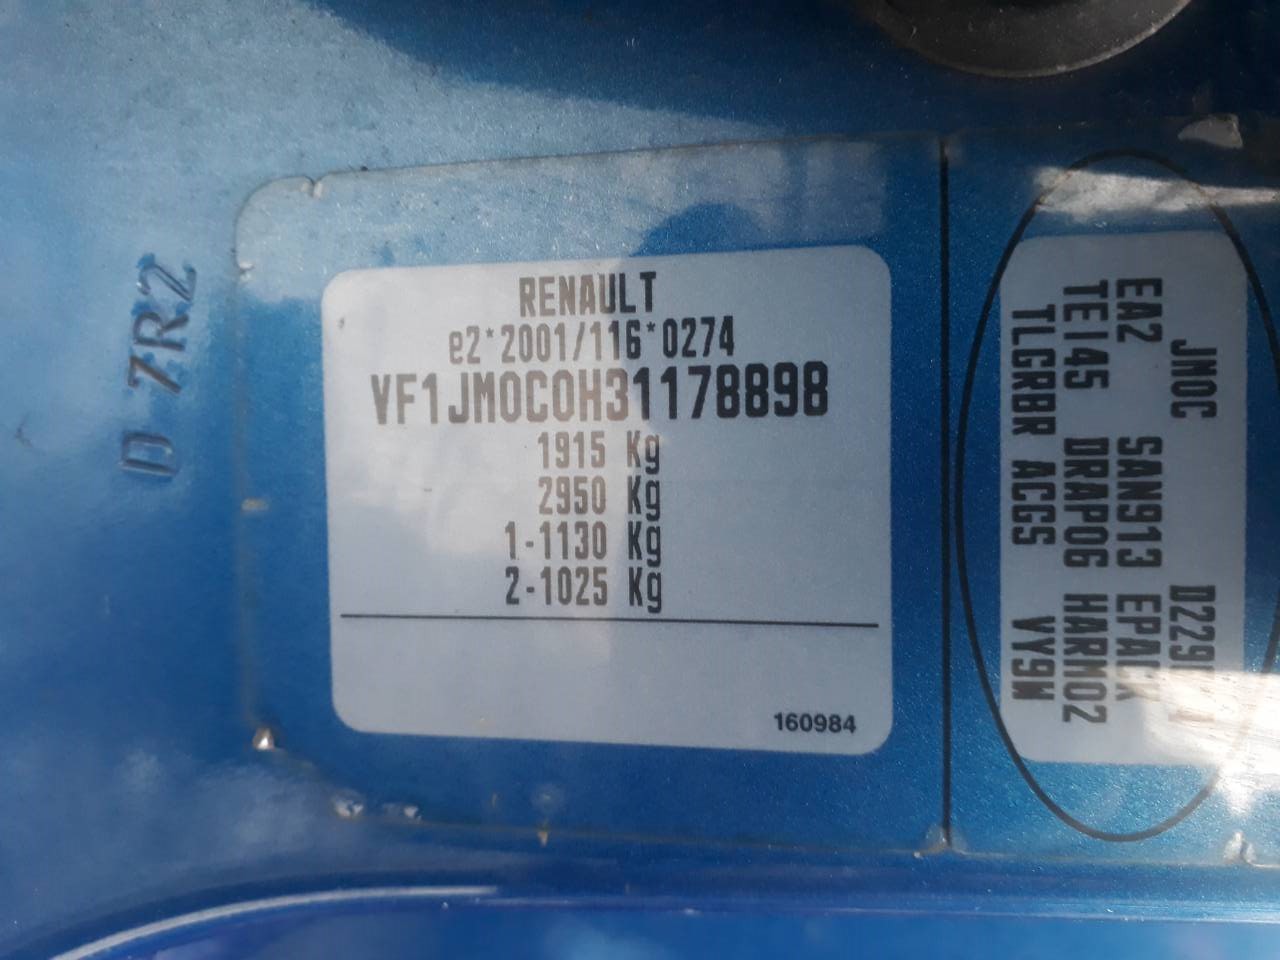 RENAULT
e2*2001/116*0274
VF1JM0C0H31178898
1915 Kg
2950 Kg
1-1130 Kg
2-1025 Kg
160984
JM0C
EA2 SAN913
TE145 DRAP06 HARM02
TLGRBR ACGS VY9W
D 7R2